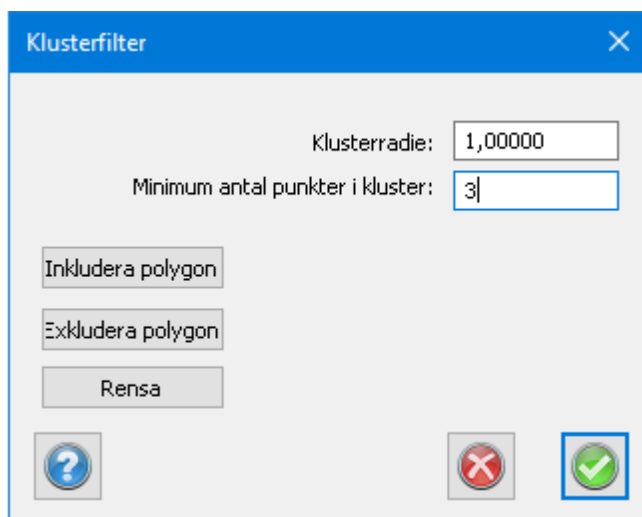 Klusterfilter
Klusterradie: 1,00000
Minimum antal punkter i kluster: 3
Inkludera polygon
Exkludera polygon
Rensa
?